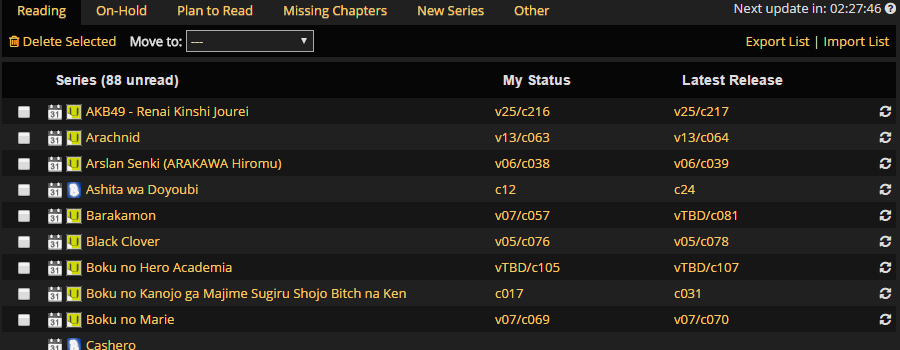 Reading On-Hold Plan to Read Missing Chapters New Series Other Next update in: 02:27:46 ?
Delete Selected Move to: --- Export List | Import List
Series (88 unread) My Status Latest Release
31 U AKB49 - Renai Kinshi Jourei v25/c216 v25/c217
31 U Arachnid v13/c063 v13/c064
31 U Arslan Senki (ARAKAWA Hiromu) v06/c038 v06/c039
31 Ashita wa Doyoubi c12 c24
31 U Barakamon v07/c057 vTBD/c081
31 U Black Clover v05/c076 v05/c078
31 U Boku no Hero Academia vTBD/c105 vTBD/c107
31 U Boku no Kanojo ga Majime Sugiru Shojo Bitch na Ken c017 c031
31 U Boku no Marie v07/c069 v07/c070
31 Cashero